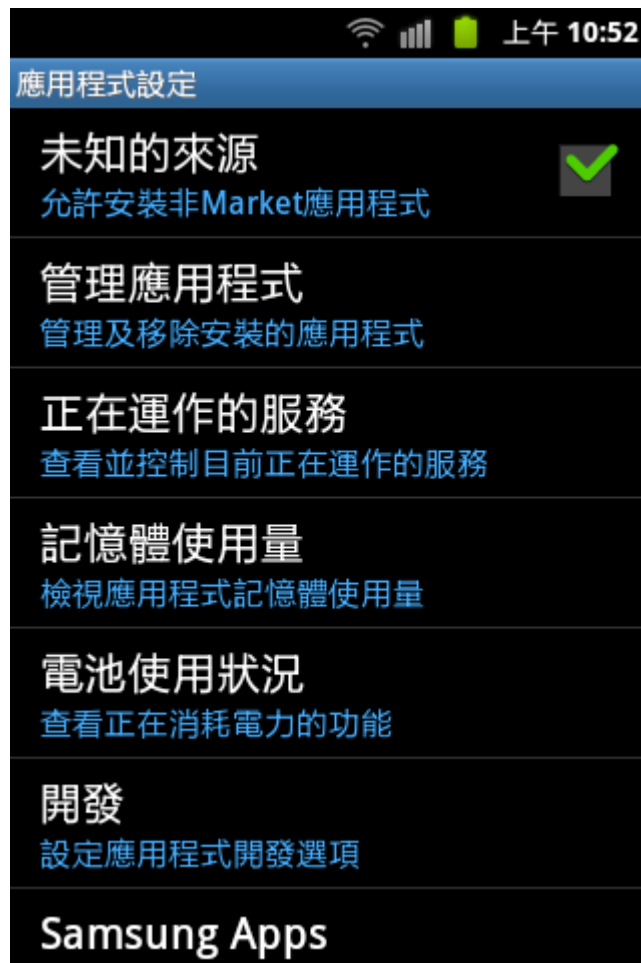 上午 10:52
應用程式設定
未知的來源
允許安裝非Market應用程式
管理應用程式
管理及移除安裝的應用程式
正在運作的服務
查看並控制目前正在運作的服務
記憶體使用量
檢視應用程式記憶體使用量
電池使用狀況
查看正在消耗電力的功能
開發
設定應用程式開發選項
Samsung Apps